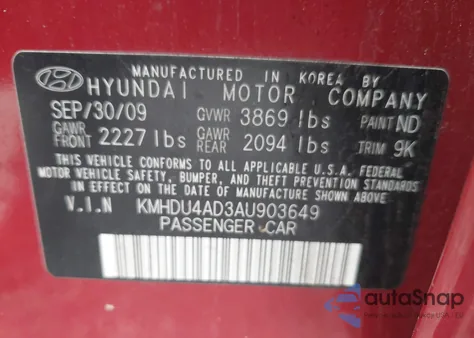 MANUFACTURED IN KOREA BY
HYUNDAI MOTOR COMPANY
SEP/30/09 GVWR 3869 lbs PAINT ND
GAWR FRONT 2227 lbs GAWR REAR 2094 lbs TRIM 9K
THIS VEHICLE CONFORMS TO ALL APPLICABLE U.S.A. FEDERAL
MOTOR VEHICLE SAFETY, BUMPER, AND THEFT PREVENTION STANDARDS
IN EFFECT ON THE DATE OF MANUFACTURE SHOWN ABOVE.
V.I.N KMHDU4AD3AU903649
PASSENGER CAR
autoSnap